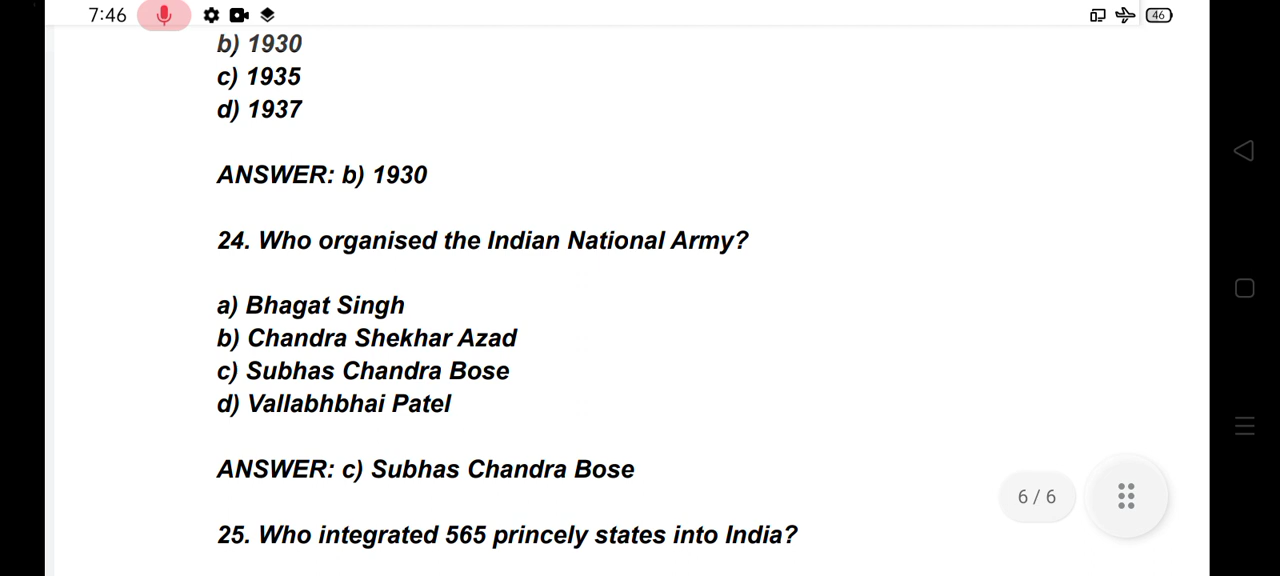 7:46
46
b) 1930
c) 1935
d) 1937
ANSWER: b) 1930
24. Who organised the Indian National Army?
a) Bhagat Singh
b) Chandra Shekhar Azad
c) Subhas Chandra Bose
d) Vallabhbhai Patel
ANSWER: c) Subhas Chandra Bose
6 / 6
25. Who integrated 565 princely states into India?